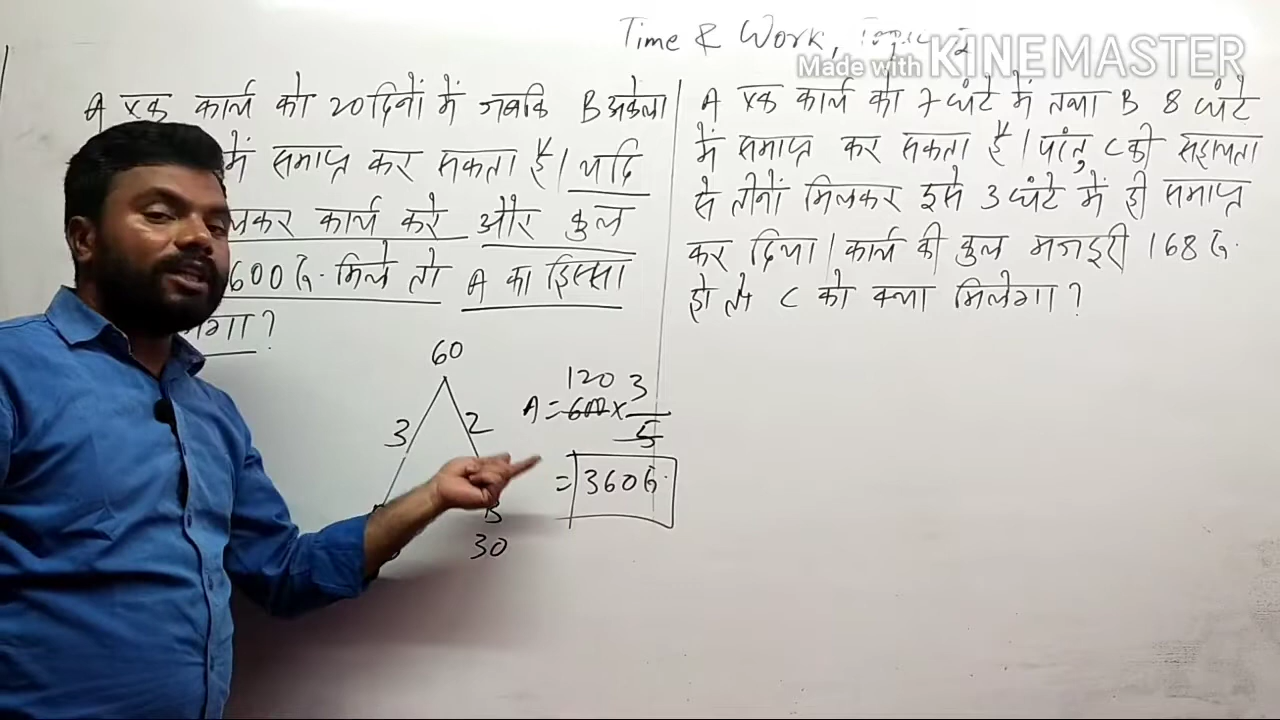 Time & Work, Topic 2
Made with KINEMASTER
A एक कार्य को 20 दिनों में जबकि B अकेला
में समाप्त कर सकता है। यदि
लकर कार्य करे और कुल
600 रु. मिले तो A का हिस्सा
गा?
60
3 2
B
30
120
A = 600 × 3
5
= 360 रु.
A एक कार्य को 7 घंटे में तथा B 8 घंटे
में समाप्त कर सकता है। परंतु C की सहायता
से तीनों मिलकर इसे 3 घंटे में ही समाप्त
कर दिया। कार्य की कुल मजदूरी 168 रु.
हो तो C को क्या मिलेगा?